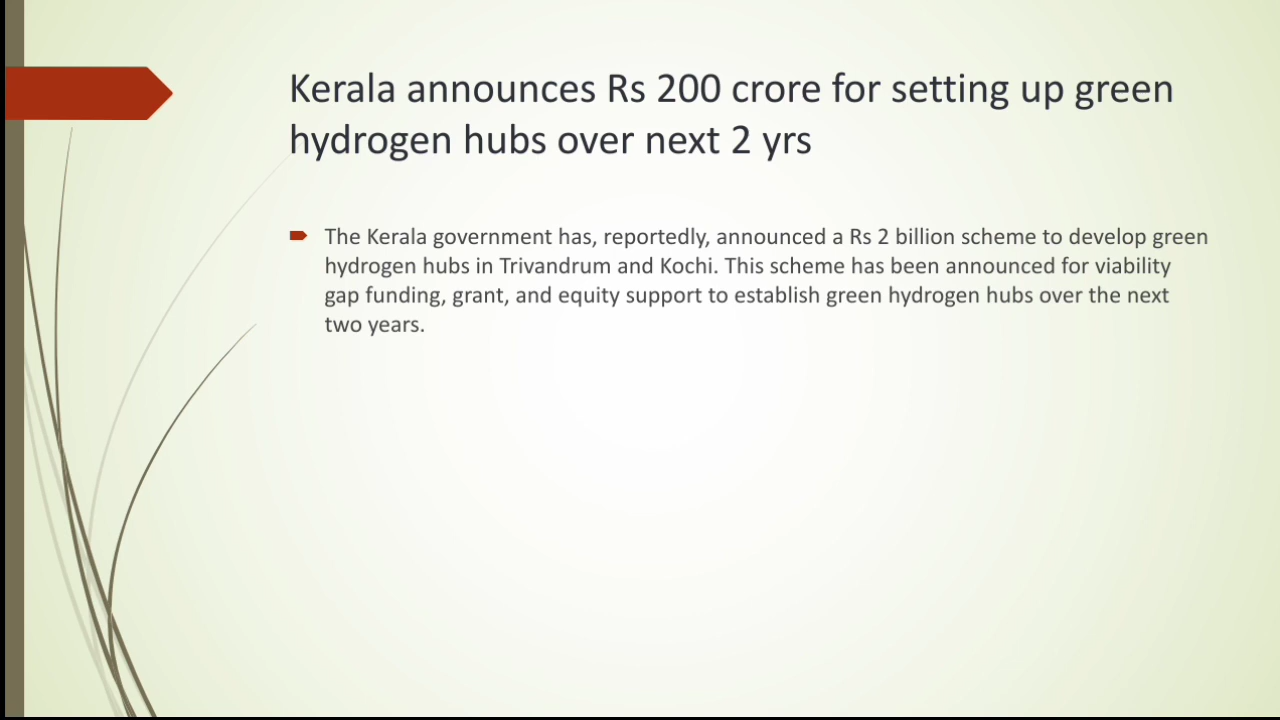 Kerala announces Rs 200 crore for setting up green
hydrogen hubs over next 2 yrs
The Kerala government has, reportedly, announced a Rs 2 billion scheme to develop green
hydrogen hubs in Trivandrum and Kochi. This scheme has been announced for viability
gap funding, grant, and equity support to establish green hydrogen hubs over the next
two years.